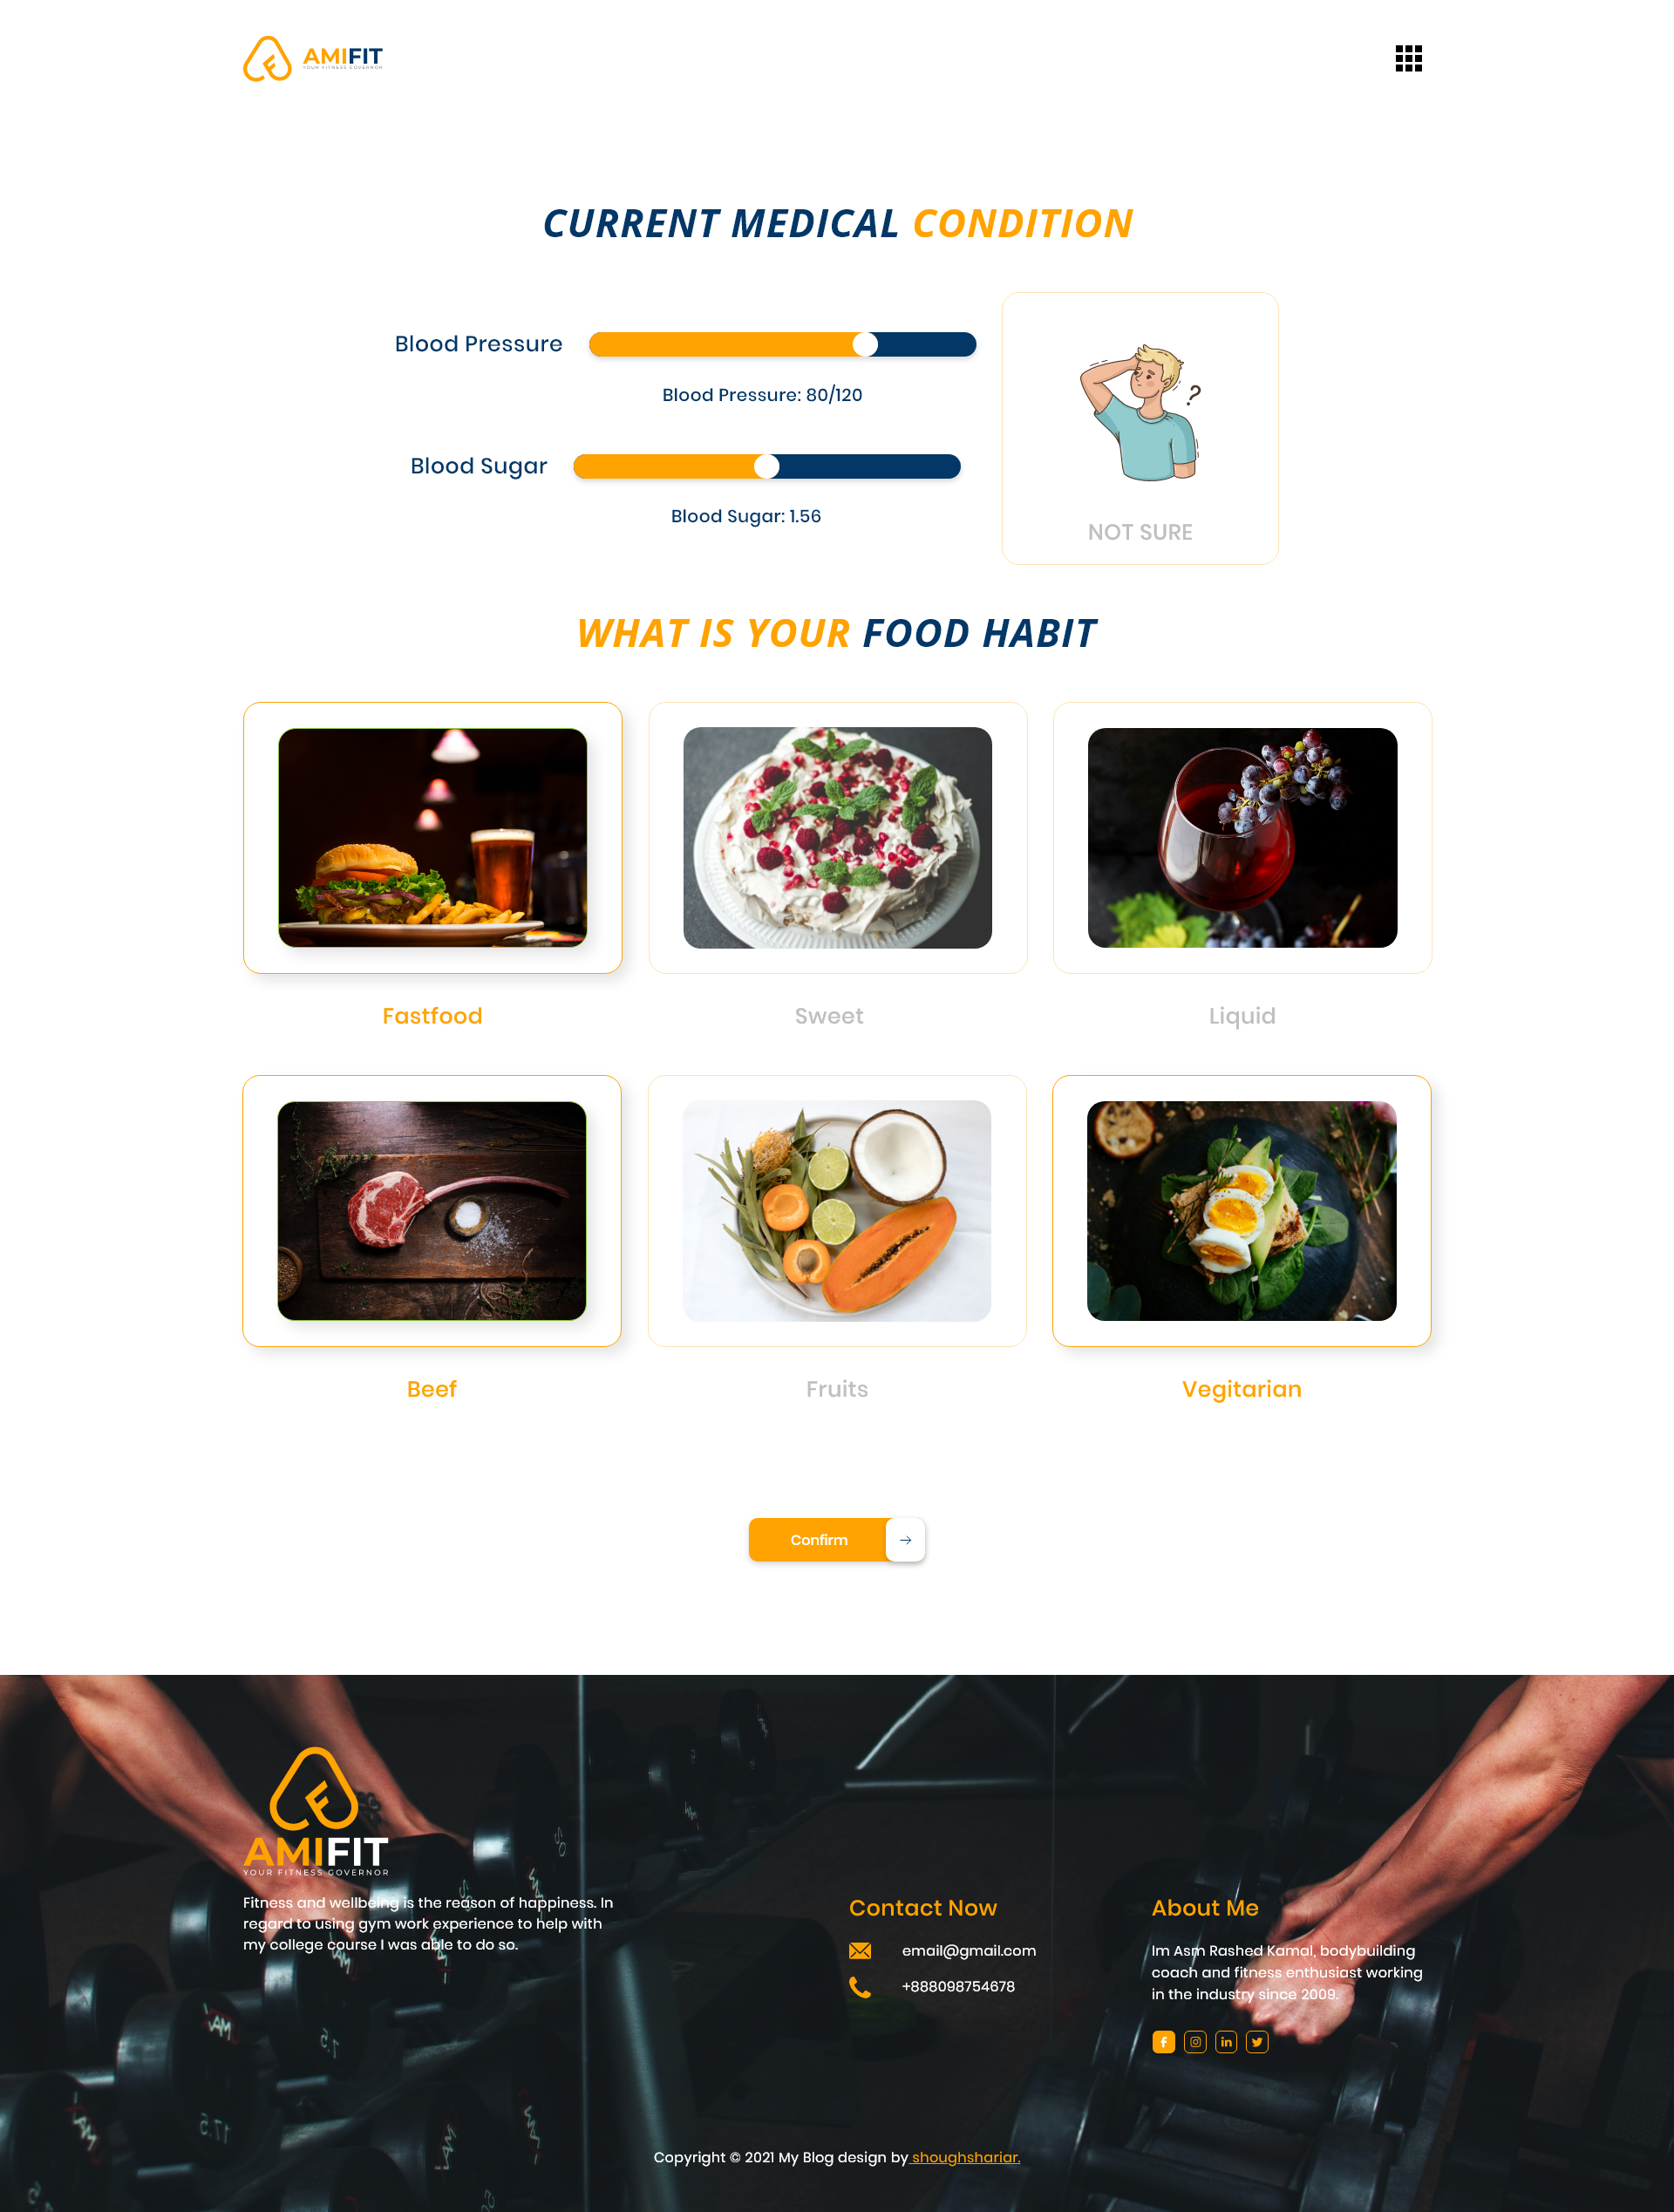 AMIFIT
YOUR FITNESS GOVERNOR
CURRENT MEDICAL CONDITION
Blood Pressure
Blood Pressure: 80/120
Blood Sugar
Blood Sugar: 1.56
?
NOT SURE
WHAT IS YOUR FOOD HABIT
Fastfood
Sweet
Liquid
Beef
Fruits
Vegitarian
Confirm
AMIFIT
YOUR FITNESS GOVERNOR
Fitness and wellbeing is the reason of happiness. In
regard to using gym work experience to help with
my college course I was able to do so.
Contact Now
email@gmail.com
+888098754678
About Me
Im Asm Rashed Kamal, bodybuilding
coach and fitness enthusiast working
in the industry since 2009.
17.5
Copyright © 2021 My Blog design by shoughshariar.